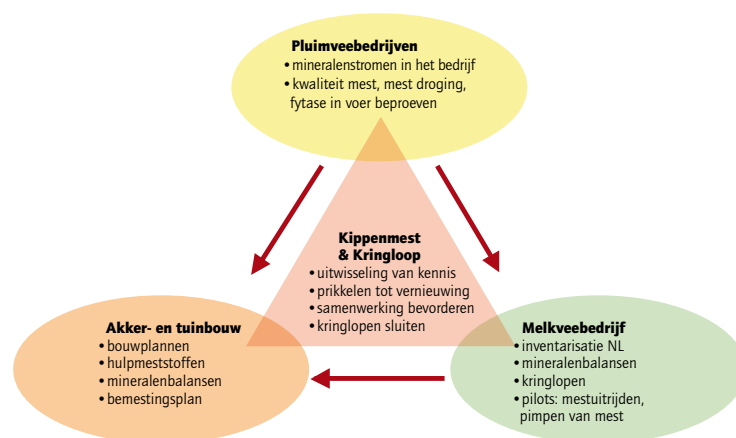 Pluimveebedrijven
• mineralenstromen in het bedrijf
• kwaliteit mest, mest droging,
fytase in voer beproeven
Kippenmest
& Kringloop
• uitwisseling van kennis
• prikkelen tot vernieuwing
• samenwerking bevorderen
• kringlopen sluiten
Akker- en tuinbouw
• bouwplannen
• hulpmeststoffen
• mineralenbalansen
• bemestingsplan
Melkveebedrijf
• inventarisatie NL
• mineralenbalansen
• kringlopen
• pilots: mestuitrijden,
pimpen van mest